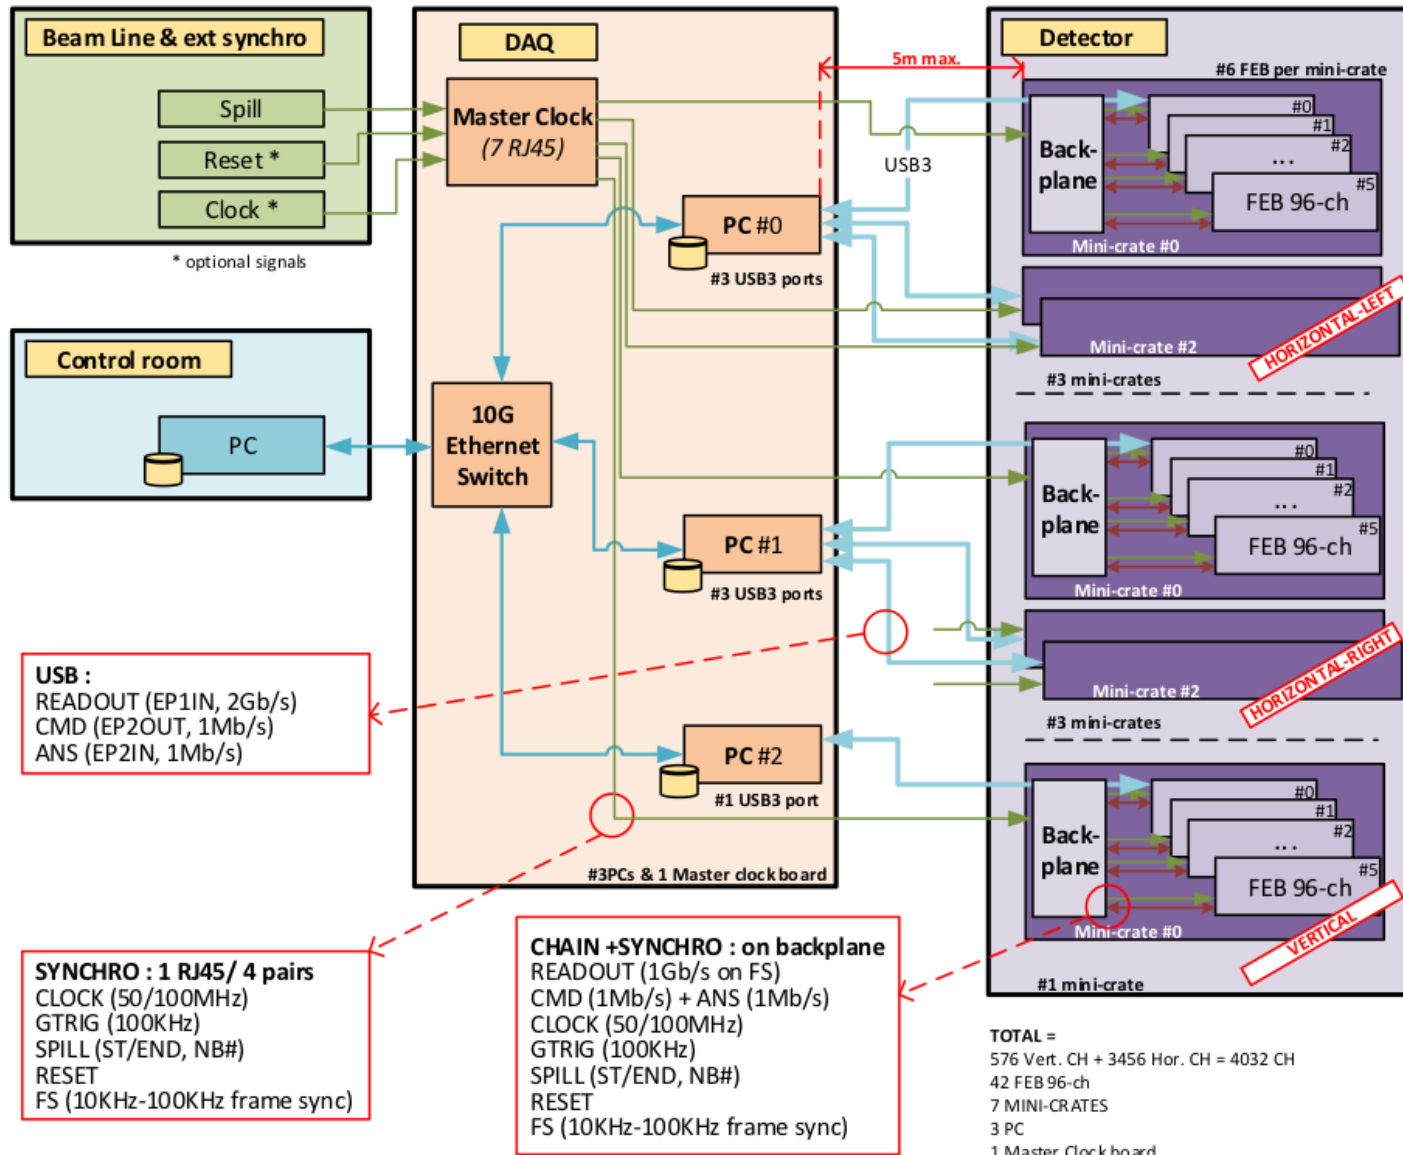 Beam Line & ext synchro
Spill
Reset *
Clock *
* optional signals
Control room
PC
DAQ
Master Clock
(7 RJ45)
PC #0
#3 USB3 ports
10G
Ethernet
Switch
PC #1
#3 USB3 ports
PC #2
#1 USB3 port
#3PCs & 1 Master clock board
5m max.
USB3
Detector
#6 FEB per mini-crate
Back-
plane
#0
#1
#2
...
#5
FEB 96-ch
Mini-crate #0
Mini-crate #2
HORIZONTAL-LEFT
#3 mini-crates
Back-
plane
#0
#1
#2
...
#5
FEB 96-ch
Mini-crate #0
Mini-crate #2
HORIZONTAL-RIGHT
#3 mini-crates
Back-
plane
#0
#1
#2
...
#5
FEB 96-ch
Mini-crate #0
VERTICAL
#1 mini-crate
USB :
READOUT (EP1IN, 2Gb/s)
CMD (EP2OUT, 1Mb/s)
ANS (EP2IN, 1Mb/s)
SYNCHRO : 1 RJ45/ 4 pairs
CLOCK (50/100MHz)
GTRIG (100KHz)
SPILL (ST/END, NB#)
RESET
FS (10KHz-100KHz frame sync)
CHAIN +SYNCHRO : on backplane
READOUT (1Gb/s on FS)
CMD (1Mb/s) + ANS (1Mb/s)
CLOCK (50/100MHz)
GTRIG (100KHz)
SPILL (ST/END, NB#)
RESET
FS (10KHz-100KHz frame sync)
TOTAL =
576 Vert. CH + 3456 Hor. CH = 4032 CH
42 FEB 96-ch
7 MINI-CRATES
3 PC
1 Master Clock board